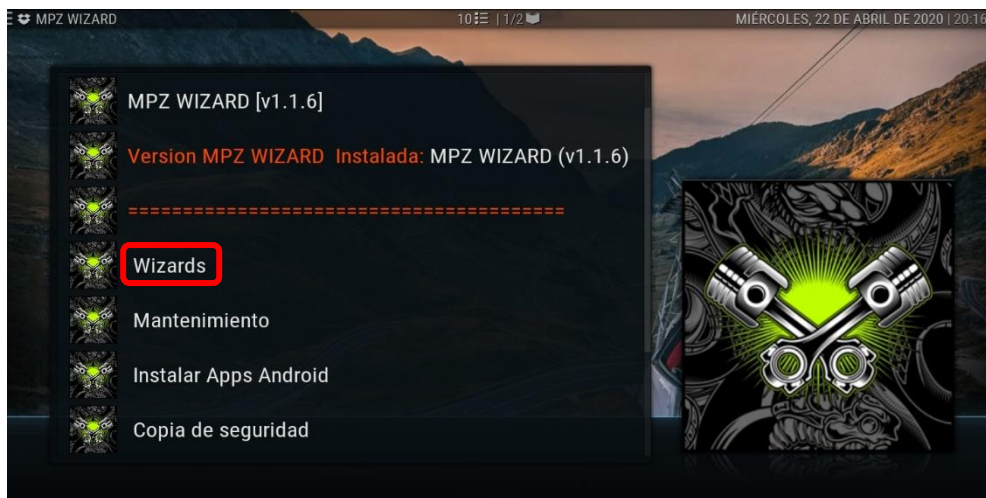 MPZ WIZARD
10 | 1/2
MIÉRCOLES, 22 DE ABRIL DE 2020 | 20:16
MPZ WIZARD [v1.1.6]
Version MPZ WIZARD Instalada: MPZ WIZARD (v1.1.6)
========================================
Wizards
Mantenimiento
Instalar Apps Android
Copia de seguridad